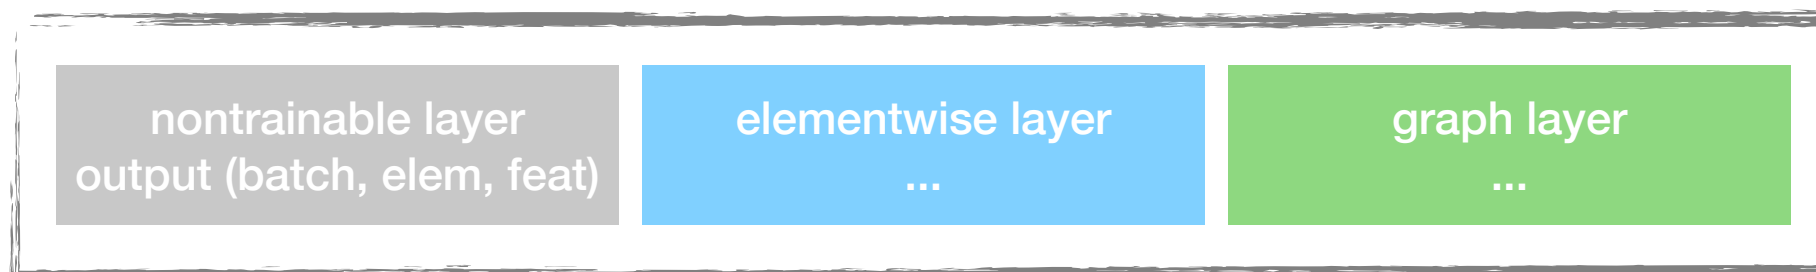 nontrainable layer
output (batch, elem, feat)
elementwise layer
...
graph layer
...